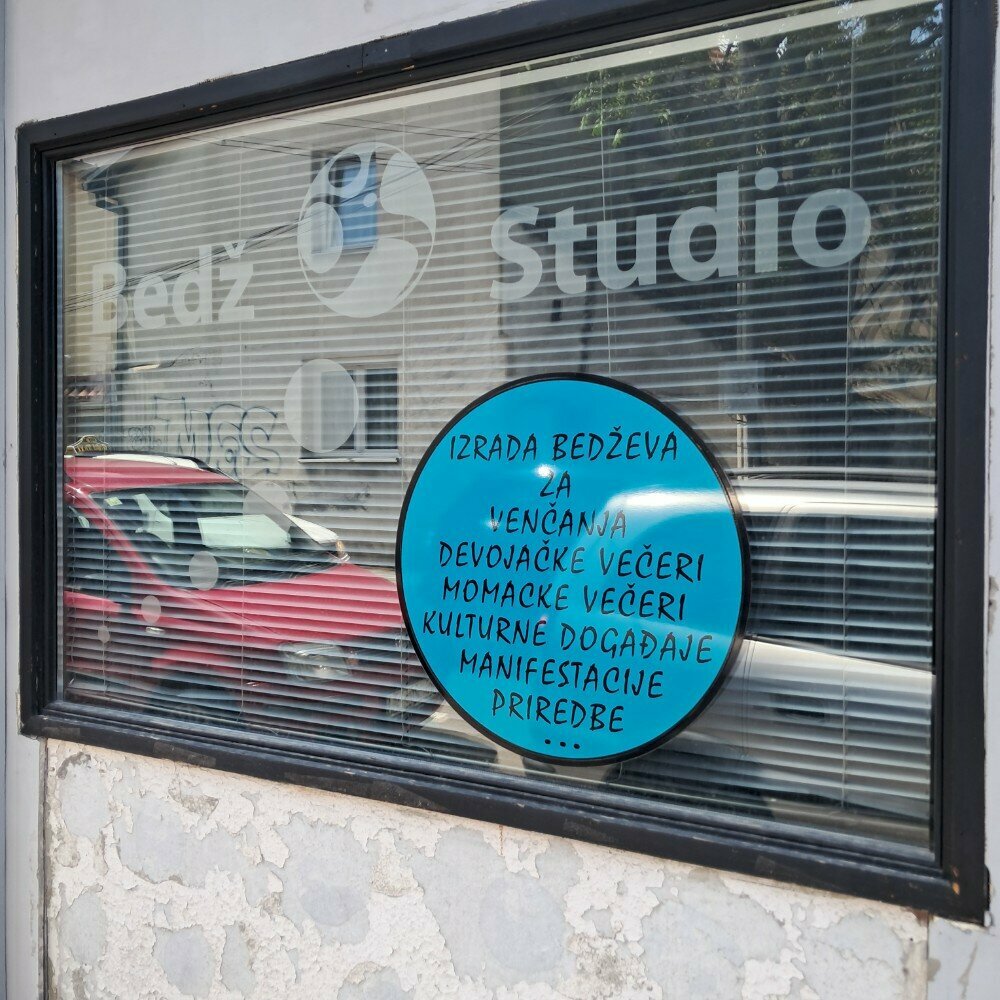 Bedž Studio
IZRADA BEDŽEVA
ZA
VENČANJA
DEVOJAČKE VEČERI
MOMACKE VEČERI
KULTURNE DOGAĐAJE
MANIFESTACIJE
PRIREDBE
...